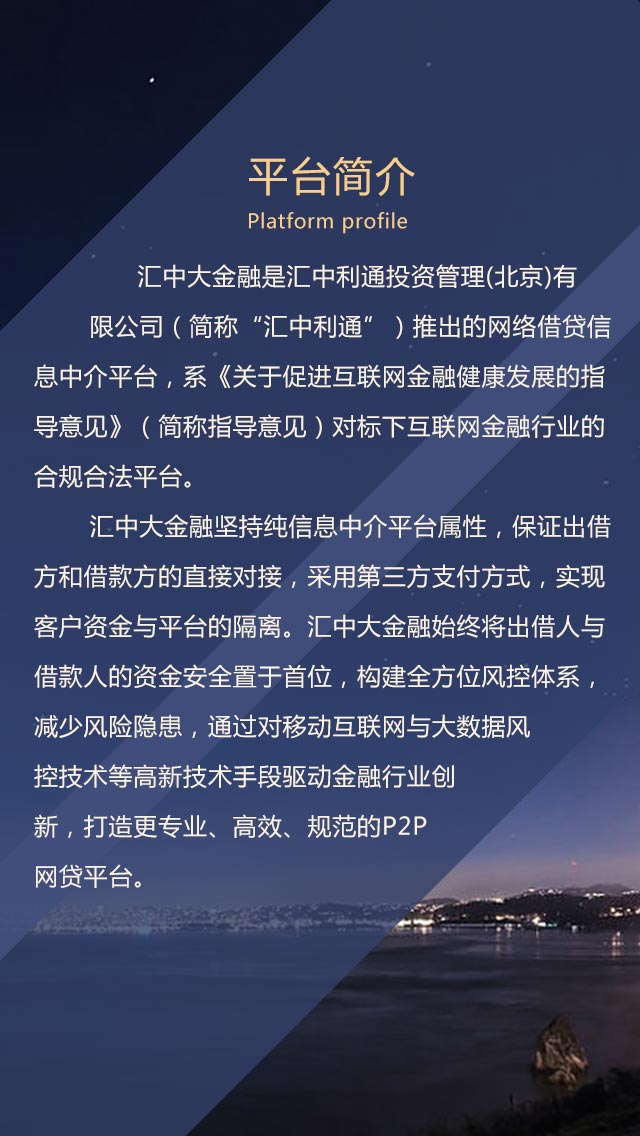 平台简介
Platform profile
汇中大金融是汇中利通投资管理(北京)有
限公司（简称“汇中利通”）推出的网络借贷信
息中介平台，系《关于促进互联网金融健康发展的指
导意见》（简称指导意见）对标下互联网金融行业的
合规合法平台。
汇中大金融坚持纯信息中介平台属性，保证出借
方和借款方的直接对接，采用第三方支付方式，实现
客户资金与平台的隔离。汇中大金融始终将出借人与
借款人的资金安全置于首位，构建全方位风控体系，
减少风险隐患，通过对移动互联网与大数据风
控技术等高新技术手段驱动金融行业创
新，打造更专业、高效、规范的P2P
网贷平台。